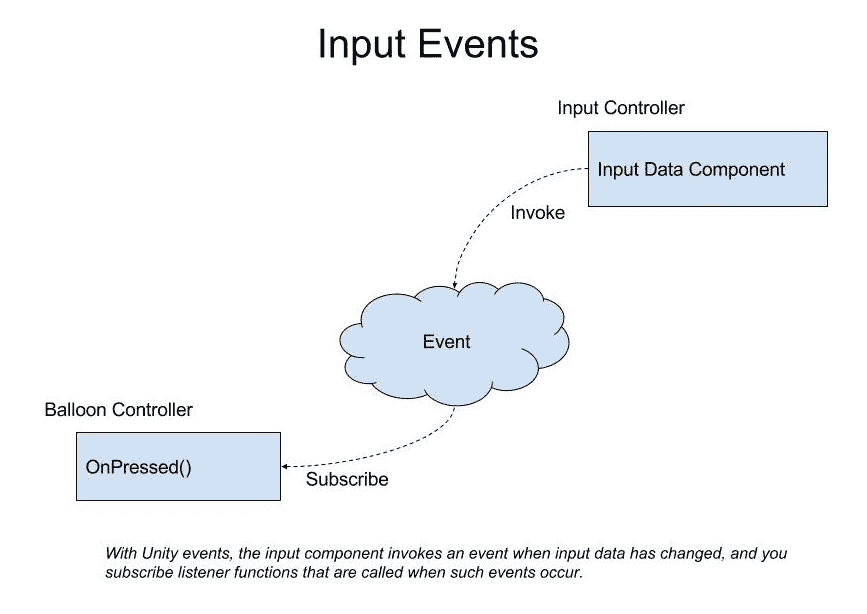 Input Events
Input Controller
Input Data Component
Invoke
Event
Balloon Controller
OnPressed()
Subscribe
With Unity events, the input component invokes an event when input data has changed, and you
subscribe listener functions that are called when such events occur.